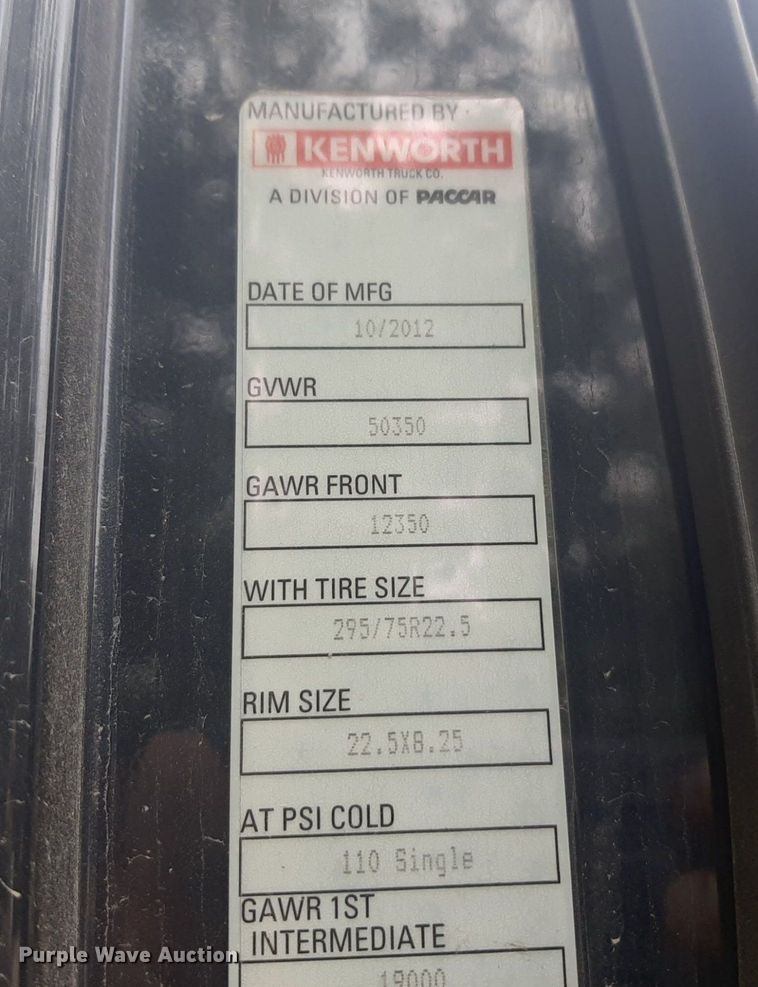 MANUFACTURED BY
KENWORTH
KENWORTH TRUCK CO.
A DIVISION OF PACCAR
DATE OF MFG
10/2012
GVWR
50350
GAWR FRONT
12350
WITH TIRE SIZE
295/75R22.5
RIM SIZE
22.5X8.25
AT PSI COLD
110 Single
GAWR 1ST
INTERMEDIATE
19000
Purple Wave Auction